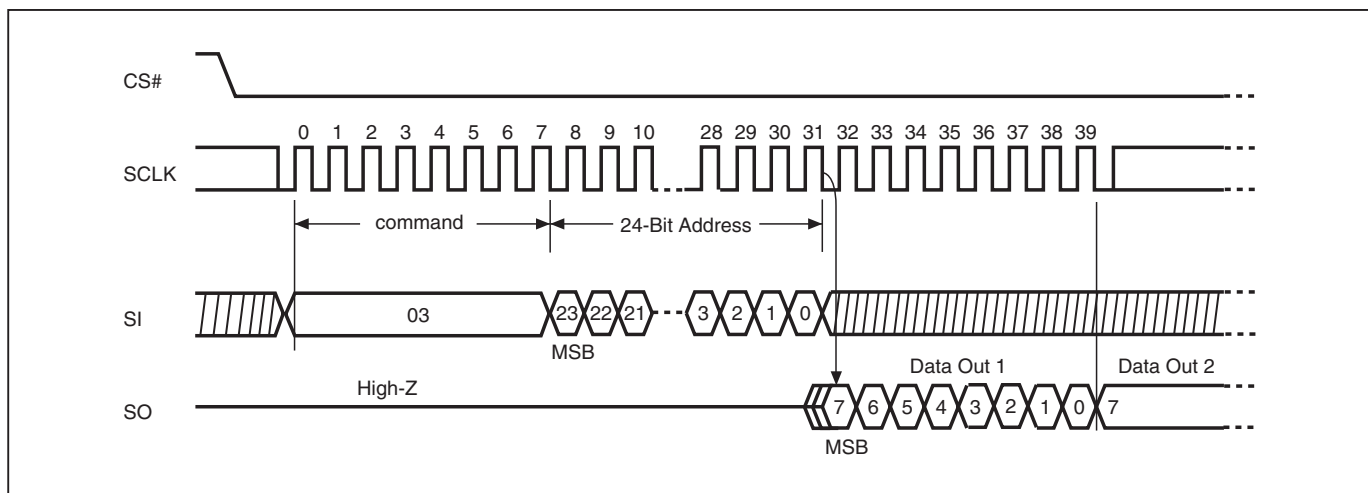 CS#
0 1 2 3 4 5 6 7 8 9 10 28 29 30 31 32 33 34 35 36 37 38 39
SCLK
command 24-Bit Address
SI 03 23 22 21 3 2 1 0
MSB
High-Z Data Out 1 Data Out 2
SO 7 6 5 4 3 2 1 0 7
MSB